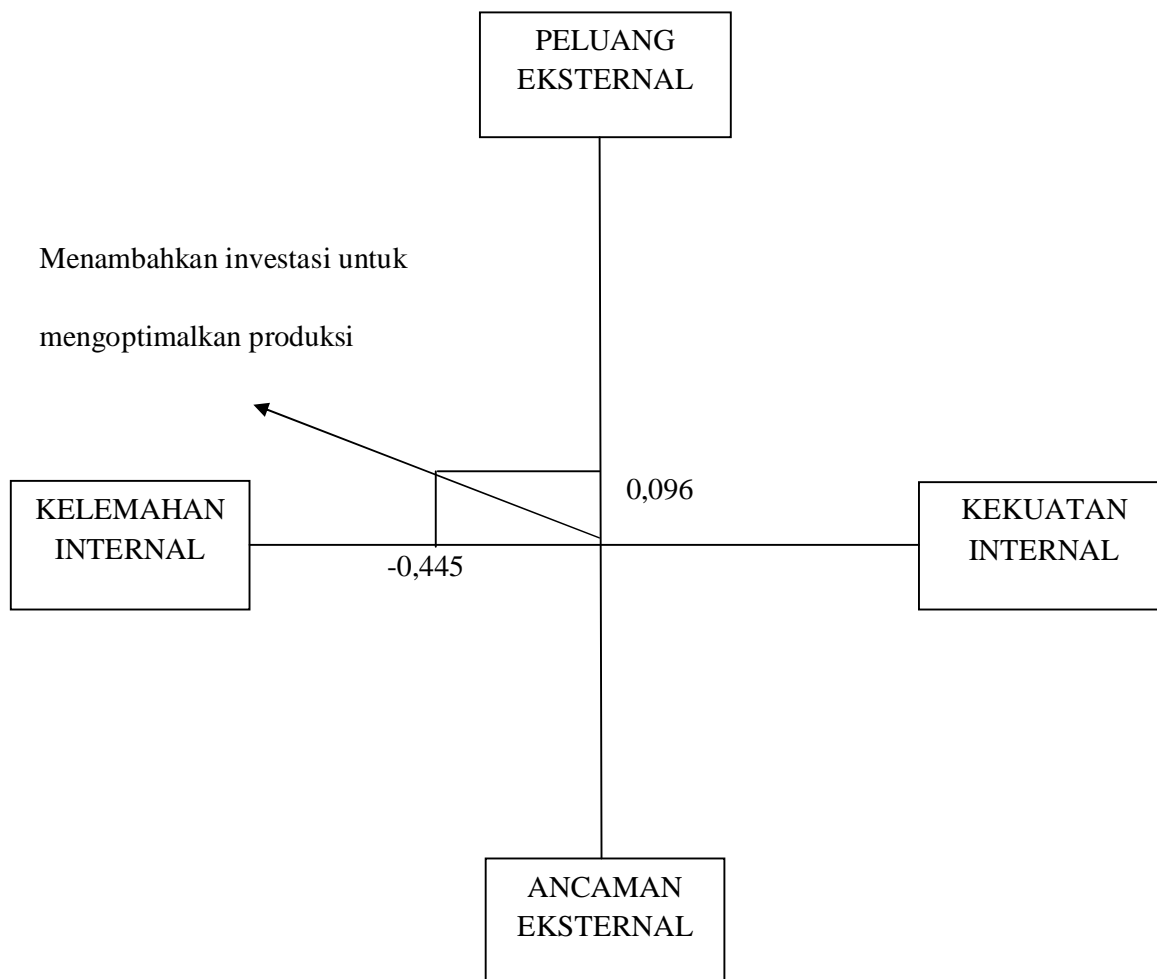 PELUANG
EKSTERNAL
Menambahkan investasi untuk
mengoptimalkan produksi
0,096
KELEMAHAN
INTERNAL
KEKUATAN
INTERNAL
-0,445
ANCAMAN
EKSTERNAL